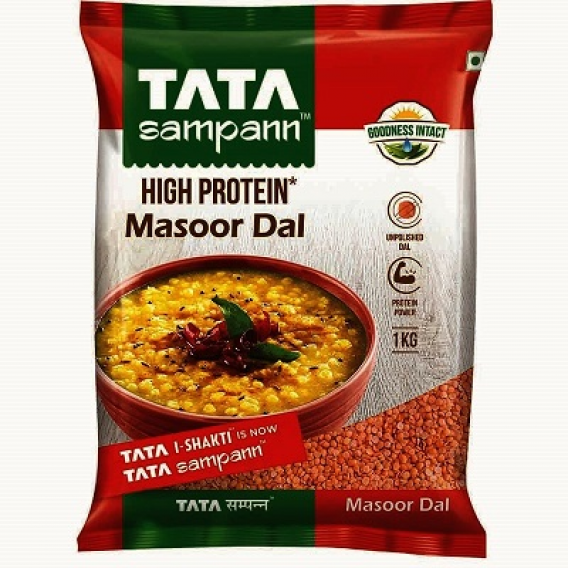 TATA
sampann™
GOODNESS INTACT
HIGH PROTEIN*
Masoor Dal
UNPOLISHED
DAL
PROTEIN
POWER
1KG
TATA I-SHAKTI™ IS NOW
TATA sampann™
TATA सम्पन्न™
Masoor Dal